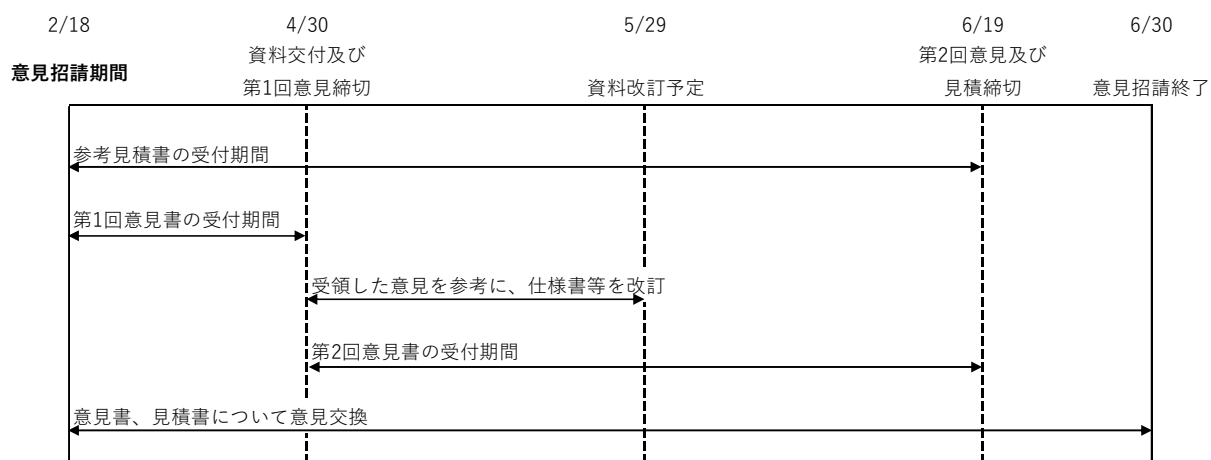 2/18 4/30 5/29 6/19 6/30
資料交付及び 第2回意見及び
意見招請期間
第1回意見締切 資料改訂予定 見積締切 意見招請終了
参考見積書の受付期間
第1回意見書の受付期間
受領した意見を参考に、仕様書等を改訂
第2回意見書の受付期間
意見書、見積書について意見交換